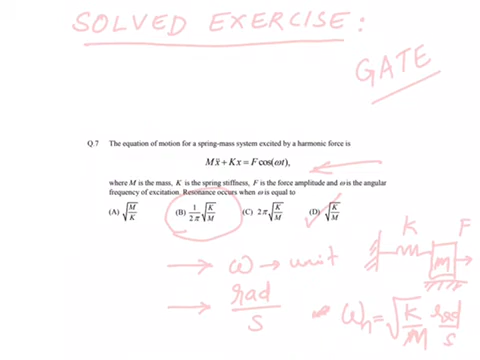 SOLVED EXERCISE:
GATE
Q.7 The equation of motion for a spring-mass system excited by a harmonic force is
Mẍ + Kx = F cos(ωt),
where M is the mass, K is the spring stiffness, F is the force amplitude and ω is the angular
frequency of excitation. Resonance occurs when ω is equal to
(A) √(M/K) (B) 1/2π √(K/M) (C) 2π √(K/M) (D) √(K/M)
K F
M
→ ω → unit
→ rad/s
ωn = √(K/M) rad/s